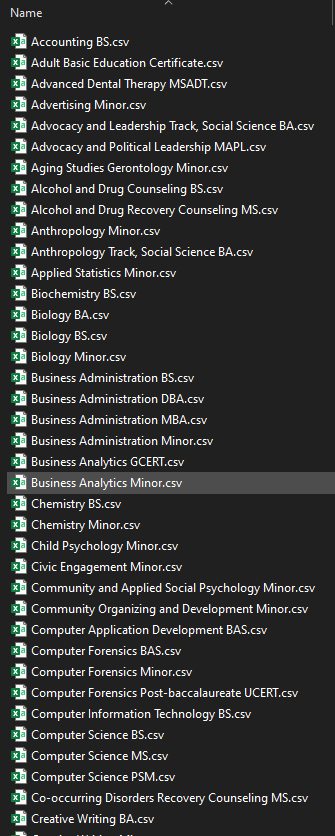 Name
Accounting BS.csv
Adult Basic Education Certificate.csv
Advanced Dental Therapy MSADT.csv
Advertising Minor.csv
Advocacy and Leadership Track, Social Science BA.csv
Advocacy and Political Leadership MAPL.csv
Aging Studies Gerontology Minor.csv
Alcohol and Drug Counseling BS.csv
Alcohol and Drug Recovery Counseling MS.csv
Anthropology Minor.csv
Anthropology Track, Social Science BA.csv
Applied Statistics Minor.csv
Biochemistry BS.csv
Biology BA.csv
Biology BS.csv
Biology Minor.csv
Business Administration BS.csv
Business Administration DBA.csv
Business Administration MBA.csv
Business Administration Minor.csv
Business Analytics GCERT.csv
Business Analytics Minor.csv
Chemistry BS.csv
Chemistry Minor.csv
Child Psychology Minor.csv
Civic Engagement Minor.csv
Community and Applied Social Psychology Minor.csv
Community Organizing and Development Minor.csv
Computer Application Development BAS.csv
Computer Forensics BAS.csv
Computer Forensics Minor.csv
Computer Forensics Post-baccalaureate UCERT.csv
Computer Information Technology BS.csv
Computer Science BS.csv
Computer Science MS.csv
Computer Science PSM.csv
Co-occurring Disorders Recovery Counseling MS.csv
Creative Writing BA.csv